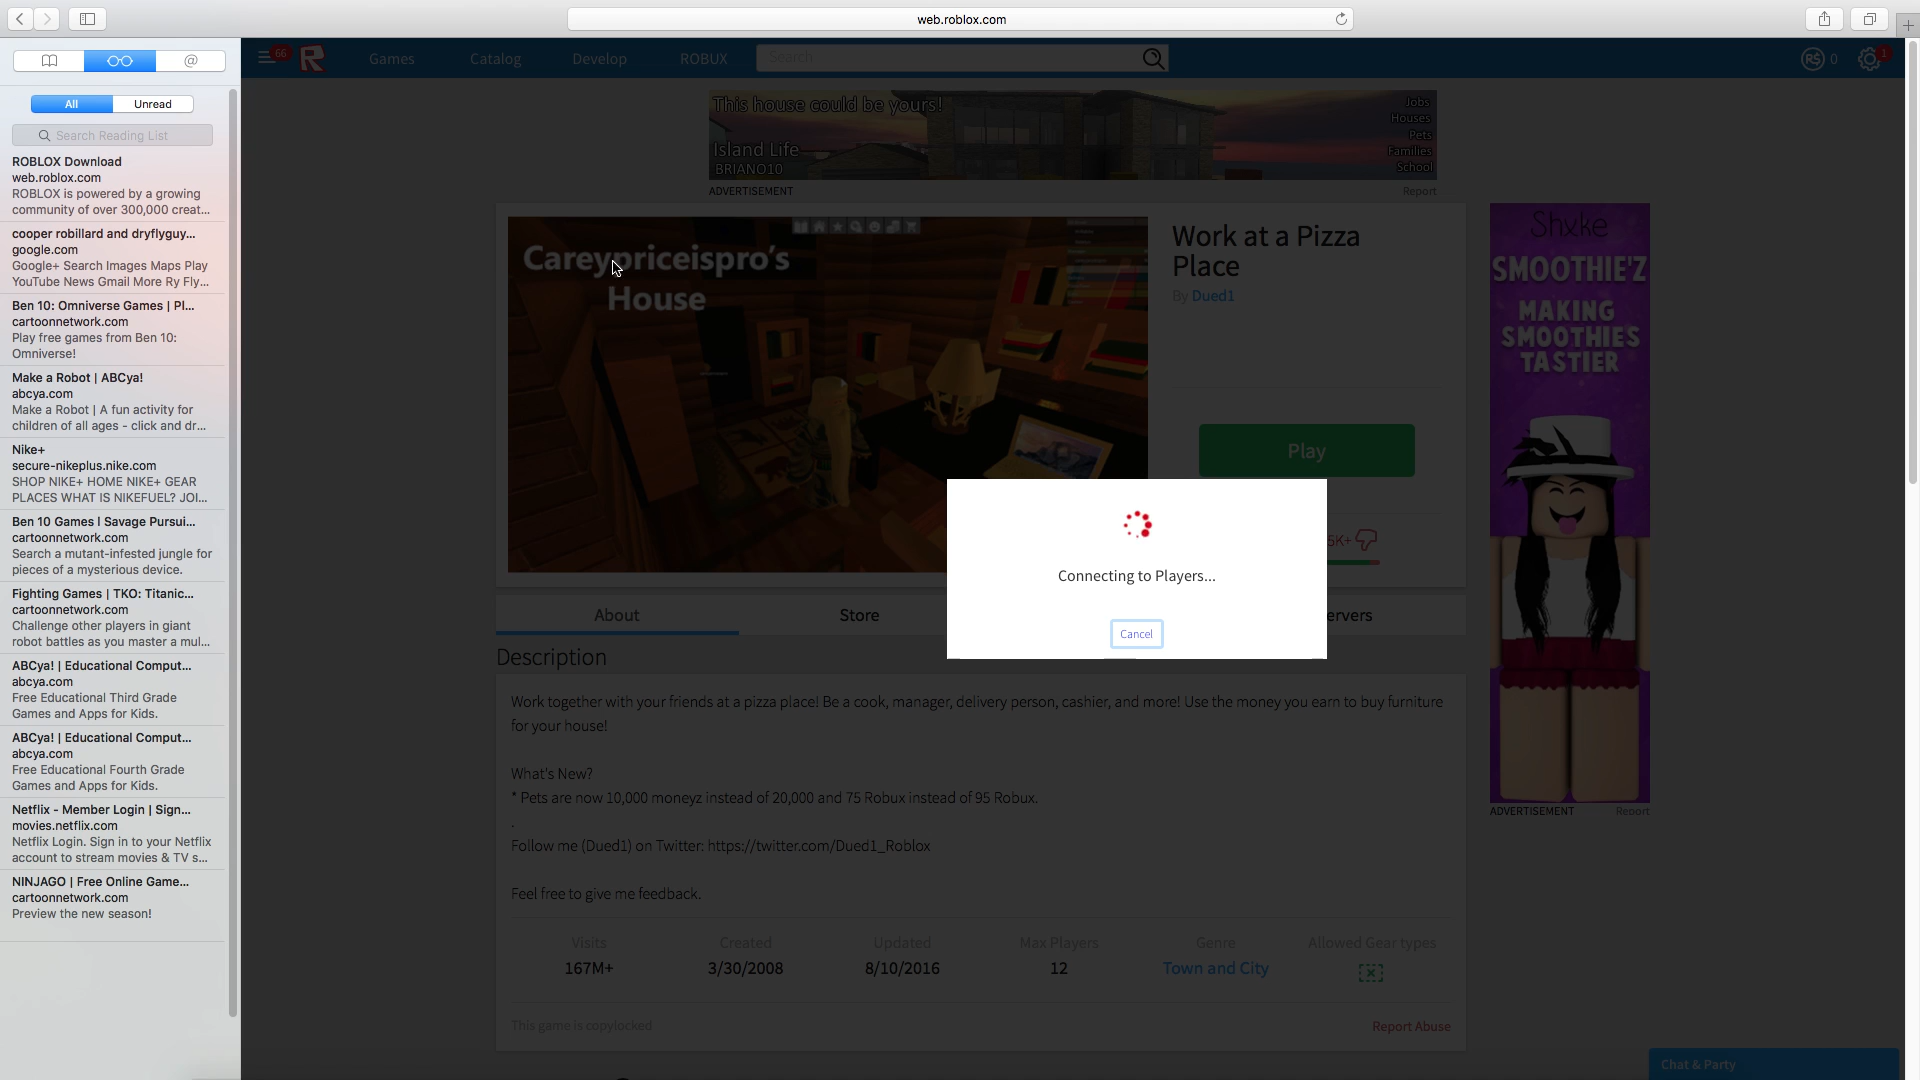 web.roblox.com
All
Unread
Search Reading List
ROBLOX Download
web.roblox.com
ROBLOX is powered by a growing
community of over 300,000 creat...
cooper robillard and dryflyguy...
google.com
Google+ Search Images Maps Play
YouTube News Gmail More Ry Fly...
Ben 10: Omniverse Games | Pl...
cartoonnetwork.com
Play free games from Ben 10:
Omniverse!
Make a Robot | ABCya!
abcya.com
Make a Robot | A fun activity for
children of all ages - click and dr...
Nike+
secure-nikeplus.nike.com
SHOP NIKE+ HOME NIKE+ GEAR
PLACES WHAT IS NIKEFUEL? JOI...
Ben 10 Games | Savage Pursui...
cartoonnetwork.com
Search a mutant-infested jungle for
pieces of a mysterious device.
Fighting Games | TKO: Titanic...
cartoonnetwork.com
Challenge other players in giant
robot battles as you master a mul...
ABCya! | Educational Comput...
abcya.com
Free Educational Third Grade
Games and Apps for Kids.
ABCya! | Educational Comput...
abcya.com
Free Educational Fourth Grade
Games and Apps for Kids.
Netflix - Member Login | Sign...
movies.netflix.com
Netflix Login. Sign in to your Netflix
account to stream movies & TV s...
NINJAGO | Free Online Game...
cartoonnetwork.com
Preview the new season!
66
R
Games
Catalog
Develop
ROBUX
Search
R$ 0
1
This house could be yours!
Island Life
BRIANO10
Jobs
Houses
Pets
Families
School
ADVERTISEMENT
Report
Careypriceispro's
House
Work at a Pizza
Place
By Dued1
Play
5K+
Connecting to Players...
Cancel
About
Store
ervers
Description
Work together with your friends at a pizza place! Be a cook, manager, delivery person, cashier, and more! Use the money you earn to buy furniture
for your house!
What's New?
* Pets are now 10,000 moneyz instead of 20,000 and 75 Robux instead of 95 Robux.
.
Follow me (Dued1) on Twitter: https://twitter.com/Dued1_Roblox
Feel free to give me feedback.
Visits
Created
Updated
Max Players
Genre
Allowed Gear types
167M+
3/30/2008
8/10/2016
12
Town and City
This game is copylocked
Report Abuse
Shxke
SMOOTHIE'Z
MAKING
SMOOTHIES
TASTIER
ADVERTISEMENT
Report
Chat & Party